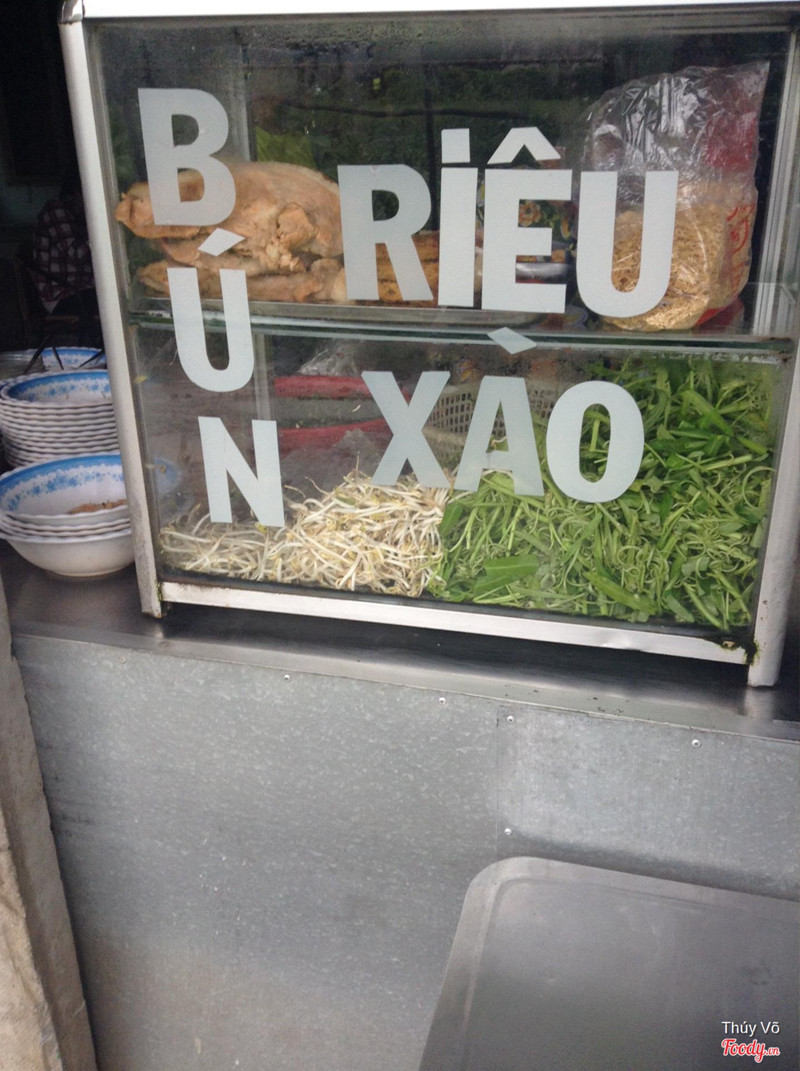 BÚN
RIÊU
XÀO
Thúy Võ
Foody.vn